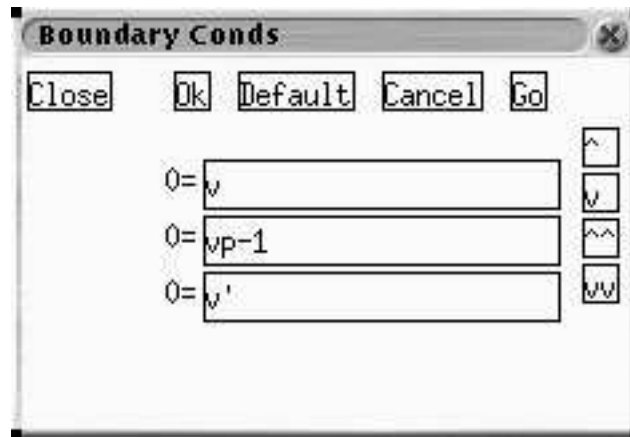 Boundary Conds
Close Ok Default Cancel Go
^
0= v
v
0= vp-1
^^
0= v'
vv